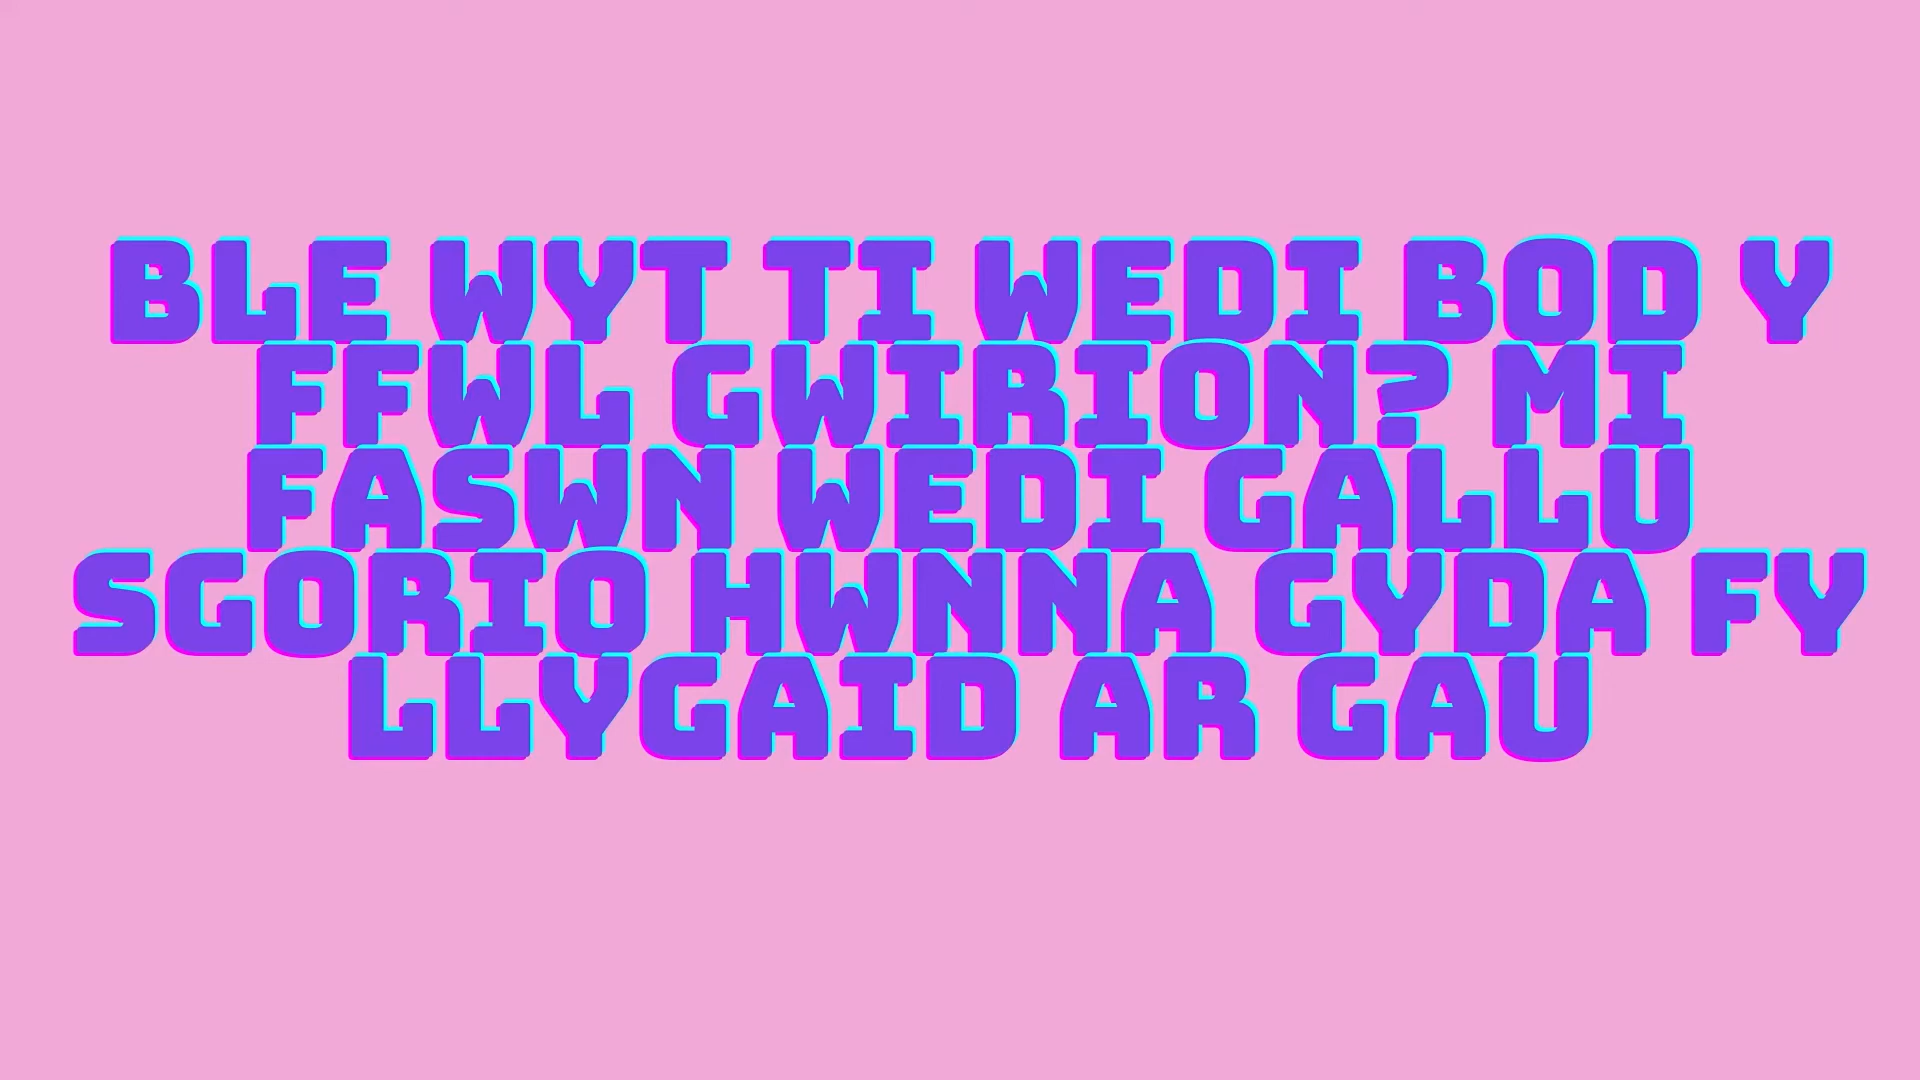 BLE WYT TI WEDI BOD Y
FFWL GWIRION? MI
FASWN WEDI GALLU
SGORIO HWNNA GYDA FY
LLYGAID AR GAU